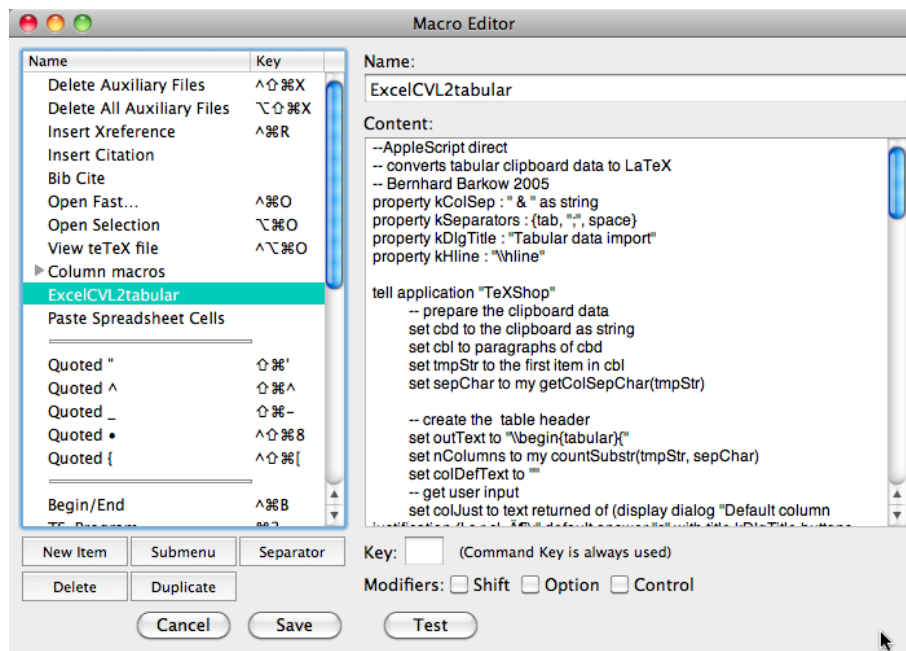 Macro Editor
Name Key
Delete Auxiliary Files ^⇧⌘X
Delete All Auxiliary Files ⌥⇧⌘X
Insert Xreference ^⌘R
Insert Citation
Bib Cite
Open Fast... ^⌘O
Open Selection ⌥⌘O
View teTeX file ^⌥⌘O
Column macros
ExcelCVL2tabular
Paste Spreadsheet Cells
Quoted " ⇧⌘'
Quoted ^ ⇧⌘^
Quoted _ ⇧⌘-
Quoted • ^⇧⌘8
Quoted { ^⇧⌘[
Begin/End ^⌘B
New Item Submenu Separator
Delete Duplicate
Cancel Save
Name:
ExcelCVL2tabular
Content:
--AppleScript direct
-- converts tabular clipboard data to LaTeX
-- Bernhard Barkow 2005
property kColSep : " & " as string
property kSeparators : {tab, ";", space}
property kDlgTitle : "Tabular data import"
property kHline : "\\hline"
tell application "TeXShop"
-- prepare the clipboard data
set cbd to the clipboard as string
set cbl to paragraphs of cbd
set tmpStr to the first item in cbl
set sepChar to my getColSepChar(tmpStr)
-- create the table header
set outText to "\\begin{tabular}{"
set nColumns to my countSubstr(tmpStr, sepChar)
set colDefText to ""
-- get user input
set colJust to text returned of (display dialog "Default column
Key: (Command Key is always used)
Modifiers: Shift Option Control
Test